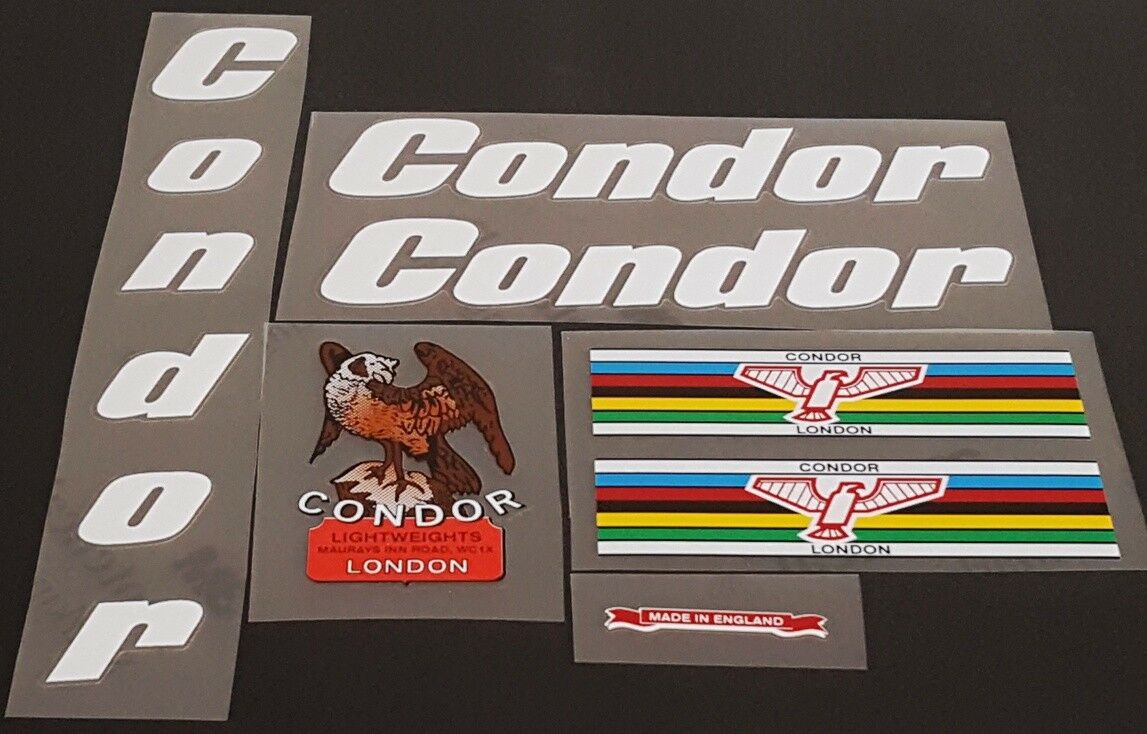 Condor
Condor
Condor
CONDOR
LIGHTWEIGHTS
MAURAYS INN ROAD, WC1X
LONDON
CONDOR
LONDON
CONDOR
LONDON
MADE IN ENGLAND